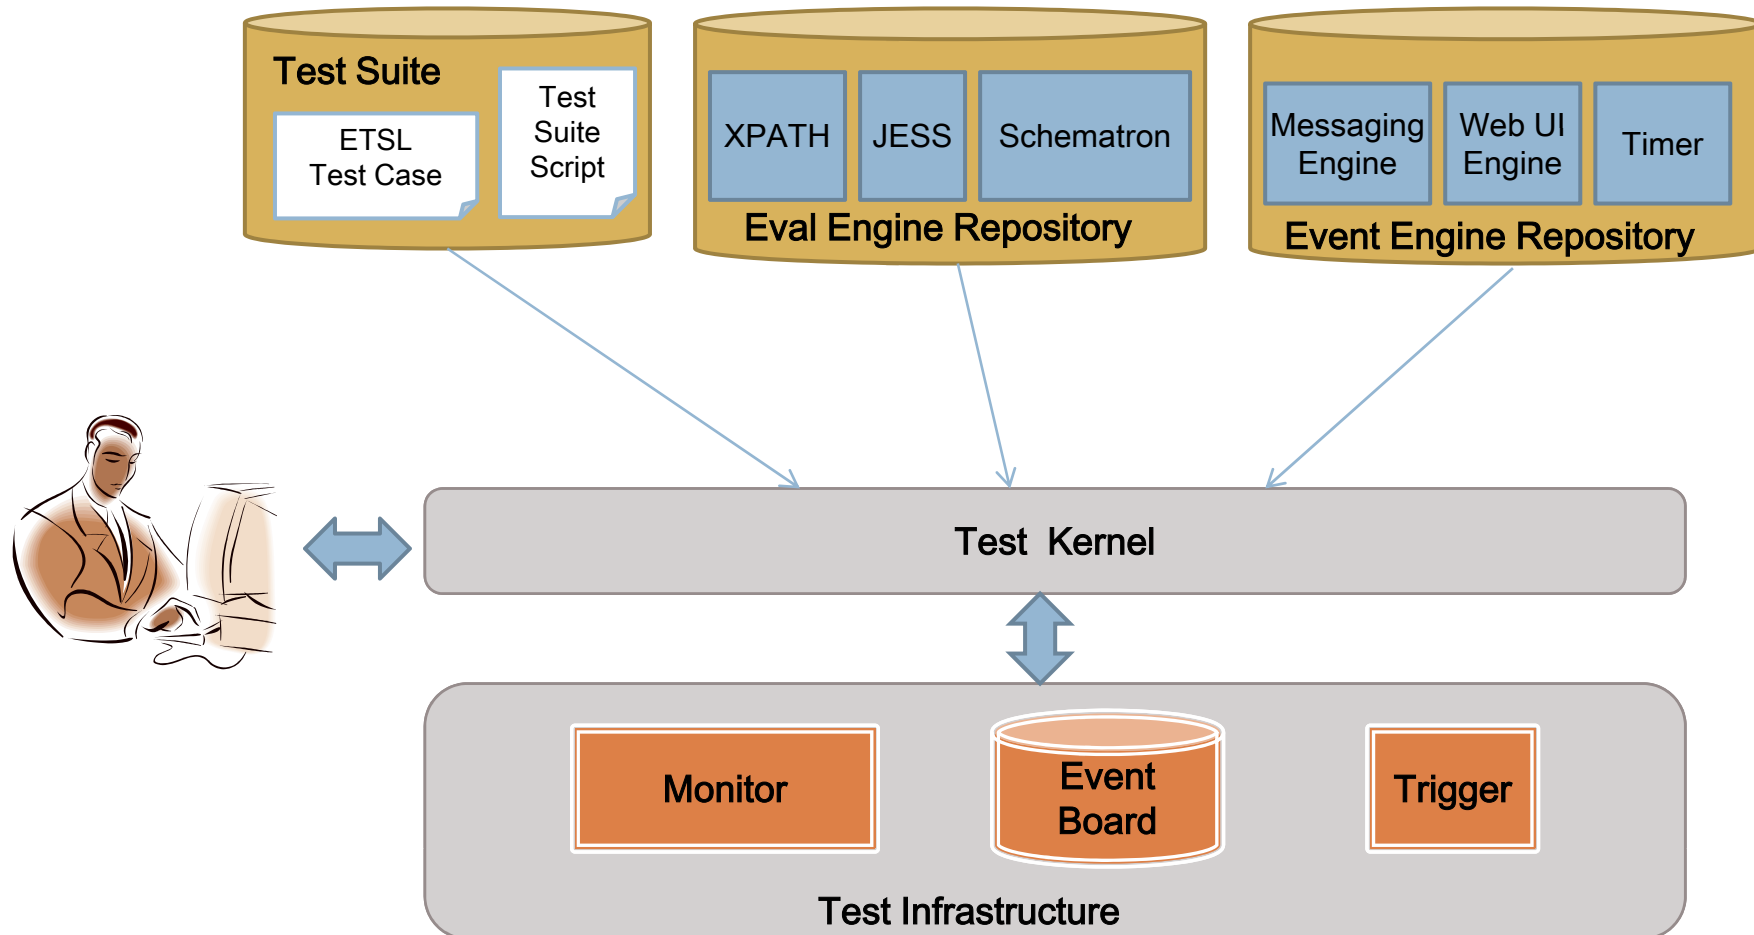 Test Suite
ETSL
Test Case
Test
Suite
Script
XPATH
JESS
Schematron
Eval Engine Repository
Messaging
Engine
Web UI
Engine
Timer
Event Engine Repository
Test Kernel
Monitor
Event
Board
Trigger
Test Infrastructure